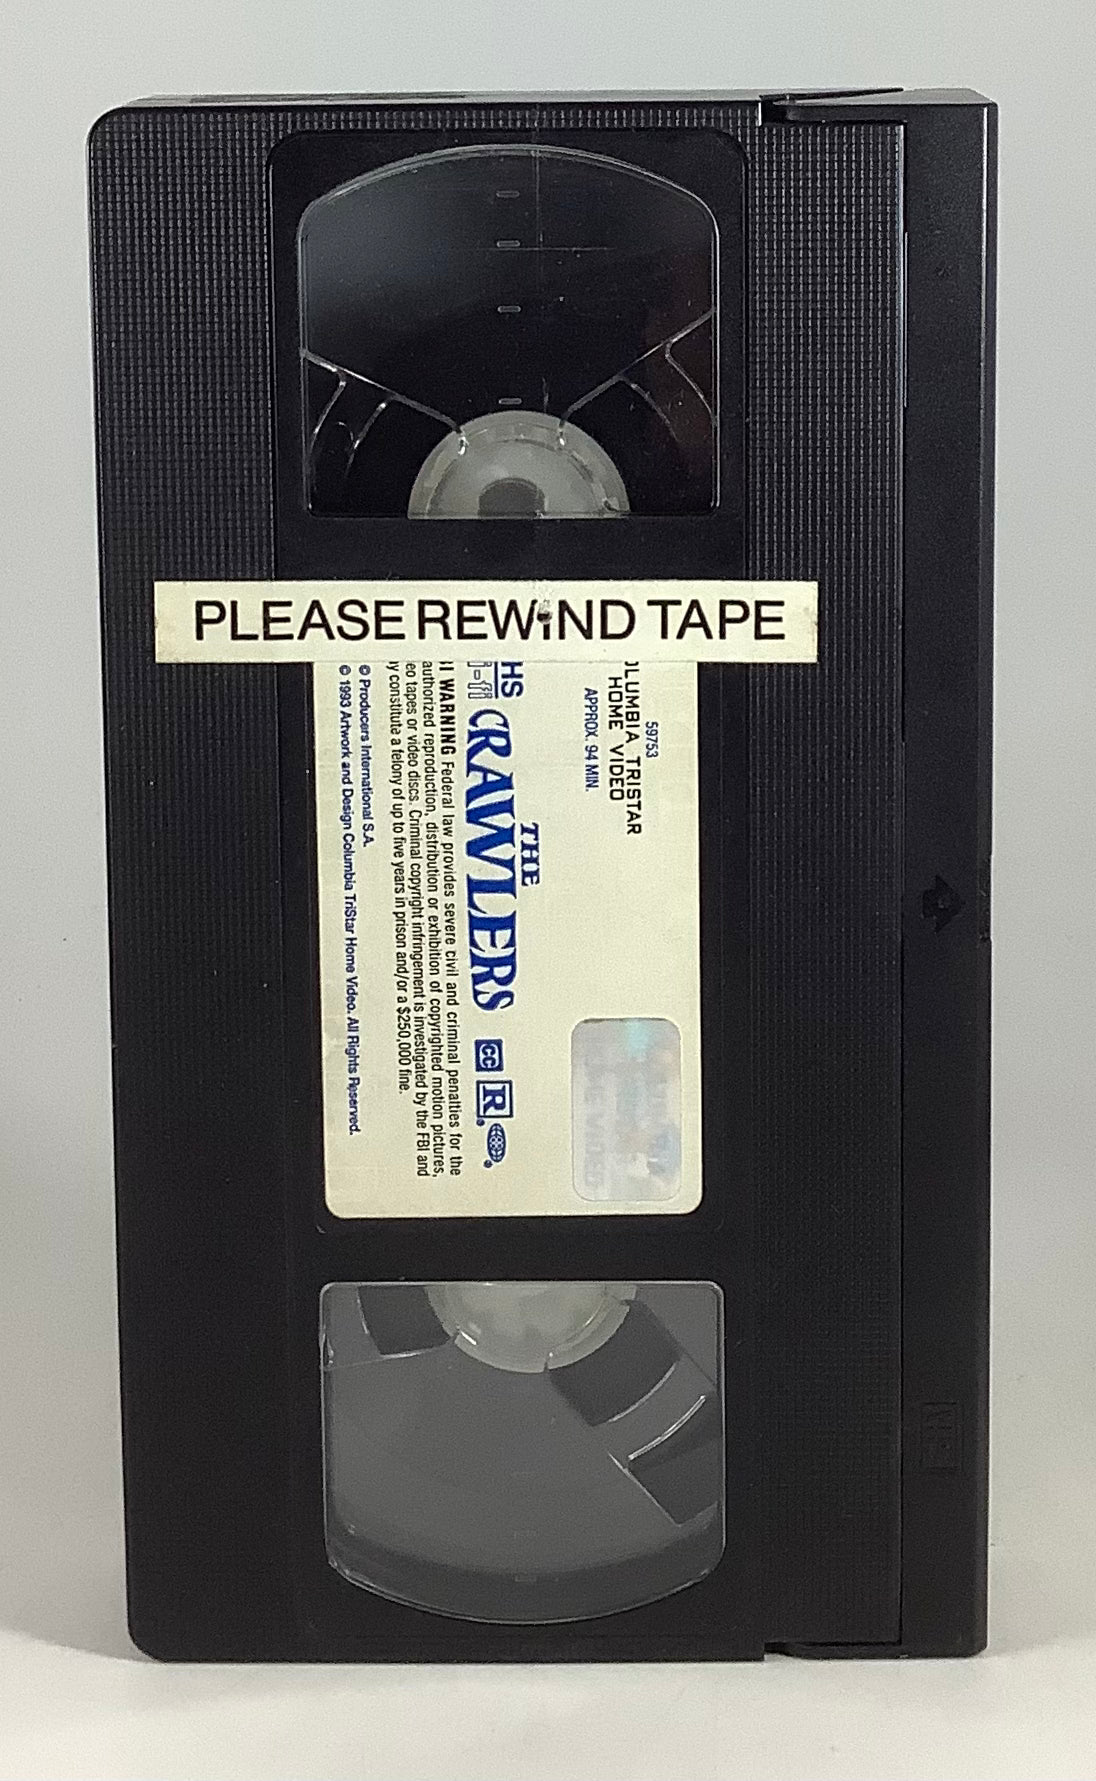 PLEASE REWIND TAPE
59753
OLUMBIA TRISTAR
HOME VIDEO
APPROX. 94 MIN.
THE
CRAWLERS
HS
i-fi
CC R
I WARNING Federal law provides severe civil and criminal penalties for the
authorized reproduction, distribution or exhibition of copyrighted motion pictures,
eo tapes or video discs. Criminal copyright infringement is investigated by the FBI and
y constitute a felony of up to five years in prison and/or a $250,000 fine.
© Producers International S.A.
© 1993 Artwork and Design Columbia TriStar Home Video. All Rights Reserved.